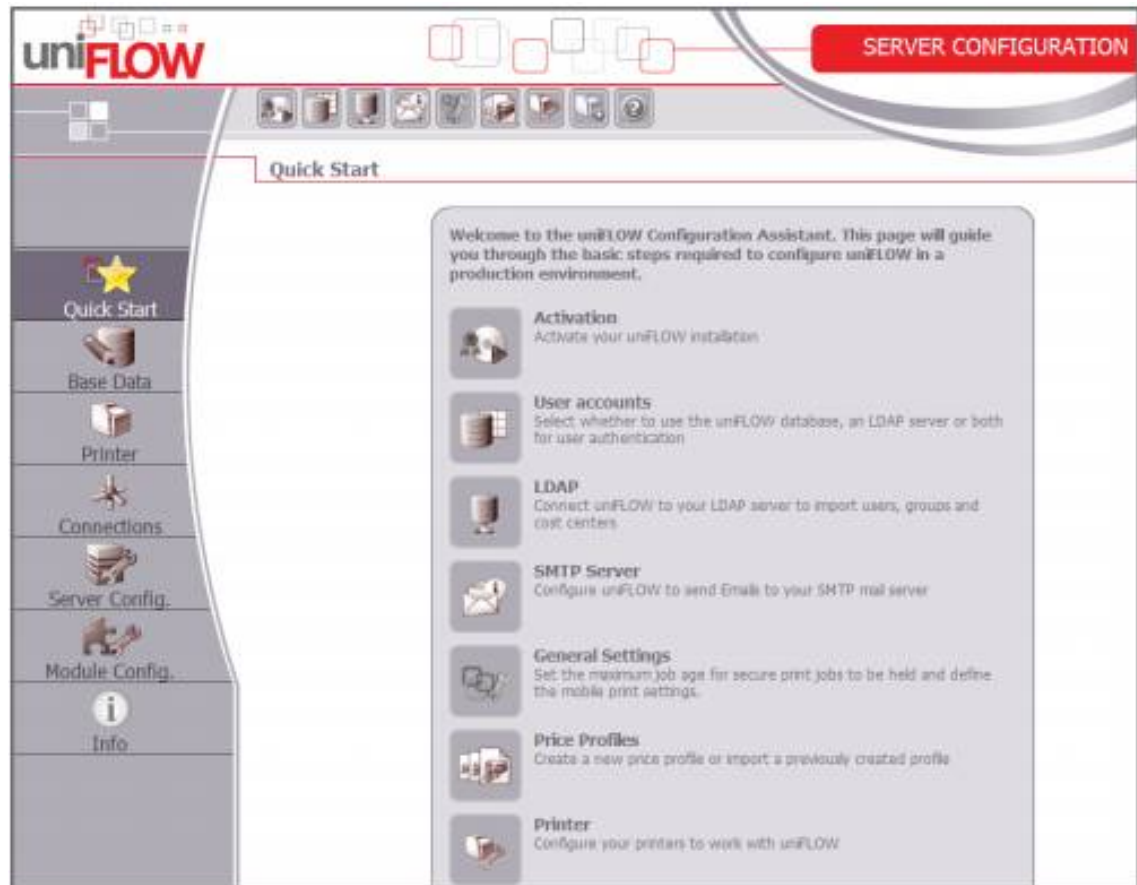 uniFLOW
SERVER CONFIGURATION
Quick Start
Welcome to the uniFLOW Configuration Assistant. This page will guide
you through the basic steps required to configure uniFLOW in a
production environment.
Quick Start
Base Data
Printer
Connections
Server Config.
Module Config.
Info
Activation
Activate your uniFLOW installation
User accounts
Select whether to use the uniFLOW database, an LDAP server or both
for user authentication
LDAP
Connect uniFLOW to your LDAP server to import users, groups and
cost centers
SMTP Server
Configure uniFLOW to send Emails to your SMTP mail server
General Settings
Set the maximum job age for secure print jobs to be held and define
the mobile print settings.
Price Profiles
Create a new price profile or import a previously created profile
Printer
Configure your printers to work with uniFLOW